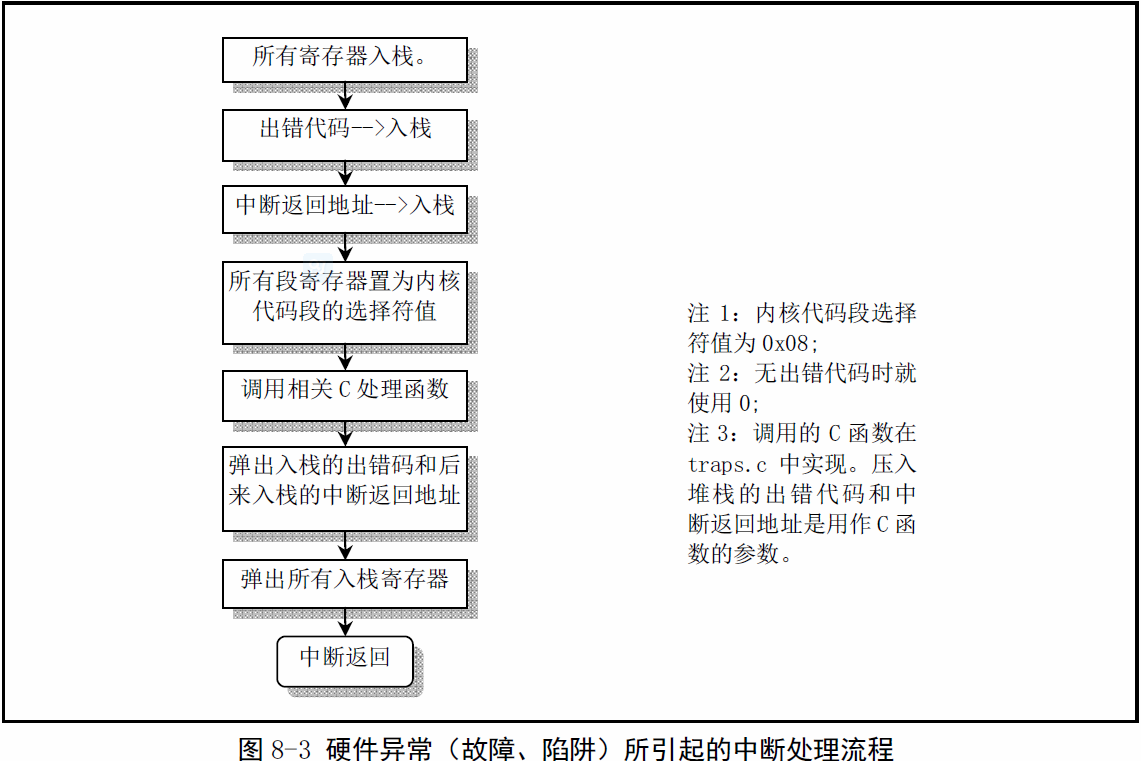 所有寄存器入栈。
出错代码-->入栈
中断返回地址-->入栈
所有段寄存器置为内核
代码段的选择符值
调用相关 C 处理函数
弹出入栈的出错码和后
来入栈的中断返回地址
弹出所有入栈寄存器
中断返回
注 1：内核代码段选择
符值为 0x08;
注 2：无出错代码时就
使用 0;
注 3：调用的 C 函数在
traps.c 中实现。压入
堆栈的出错代码和中
断返回地址是用作 C 函
数的参数。
图 8-3 硬件异常（故障、陷阱）所引起的中断处理流程